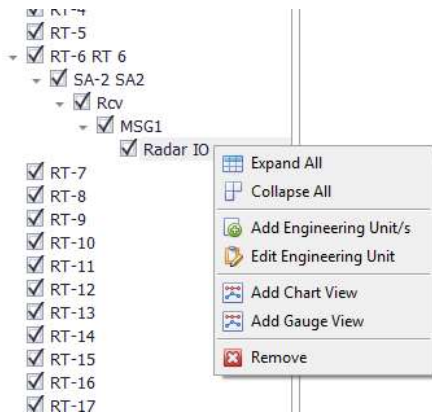 RT-4
RT-5
RT-6 RT 6
SA-2 SA2
Rcv
MSG1
Radar IO
RT-7
RT-8
RT-9
RT-10
RT-11
RT-12
RT-13
RT-14
RT-15
RT-16
RT-17
Expand All
Collapse All
Add Engineering Unit/s
Edit Engineering Unit
Add Chart View
Add Gauge View
Remove